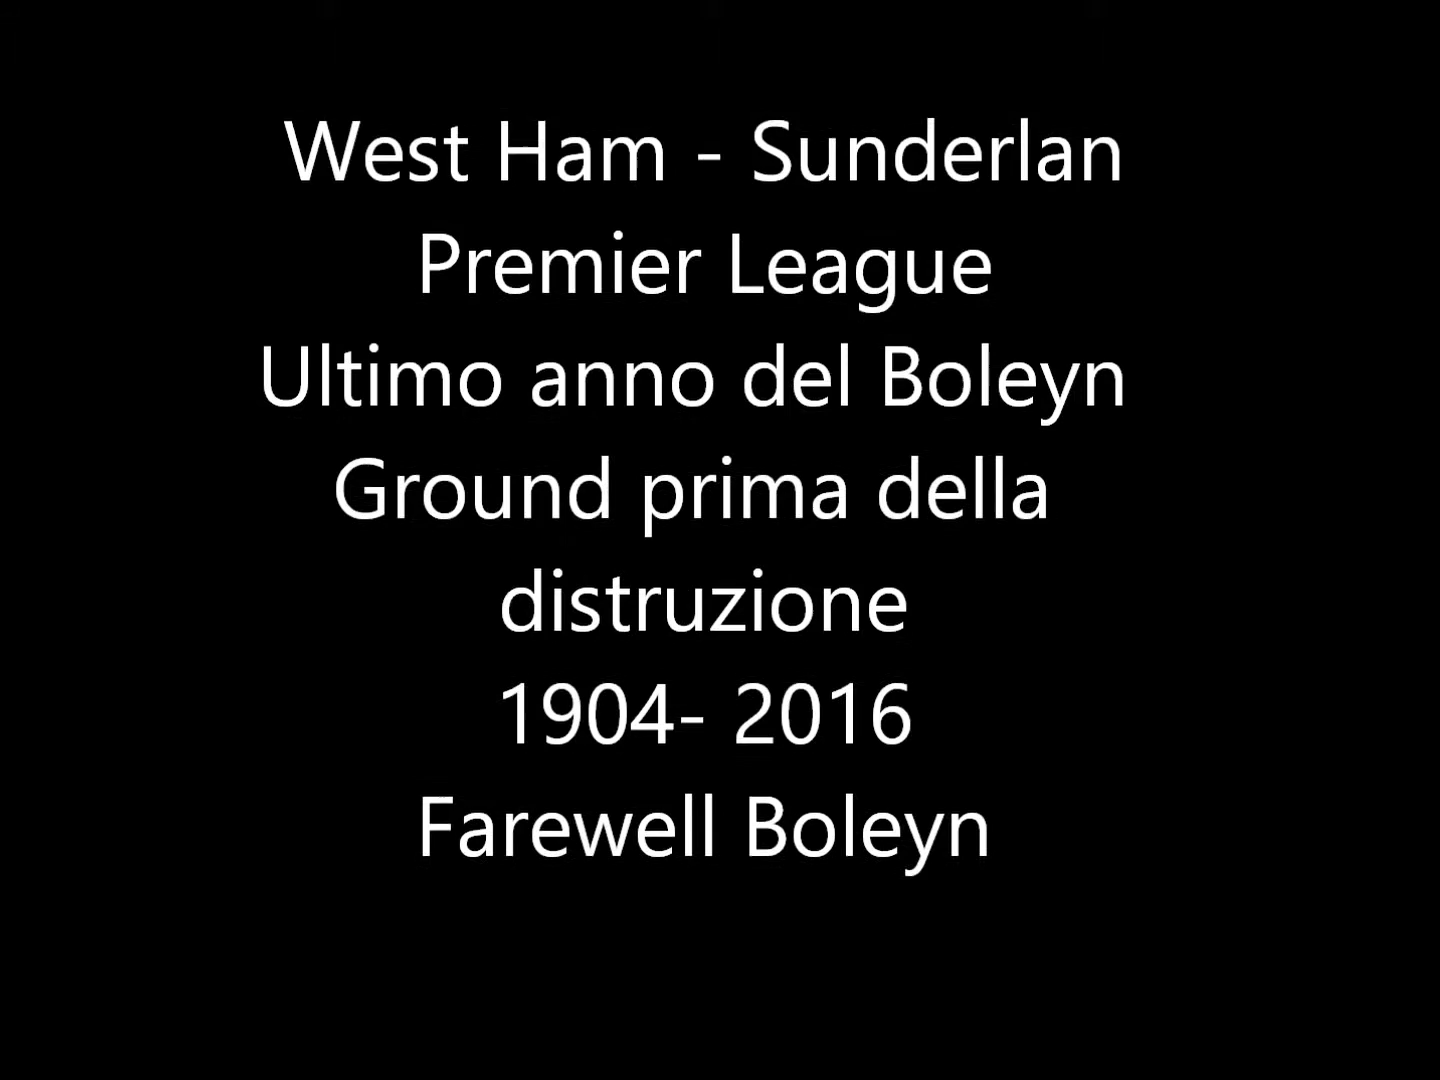 West Ham - Sunderlan
Premier League
Ultimo anno del Boleyn
Ground prima della
distruzione
1904- 2016
Farewell Boleyn